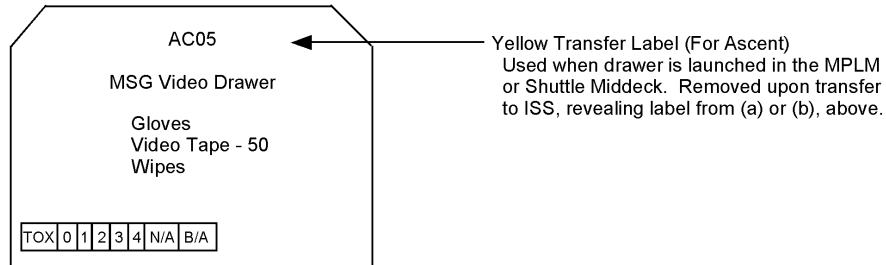 AC05
Yellow Transfer Label (For Ascent)
Used when drawer is launched in the MPLM
or Shuttle Middeck. Removed upon transfer
to ISS, revealing label from (a) or (b), above.
MSG Video Drawer
Gloves
Video Tape - 50
Wipes
TOX 0 1 2 3 4 N/A B/A